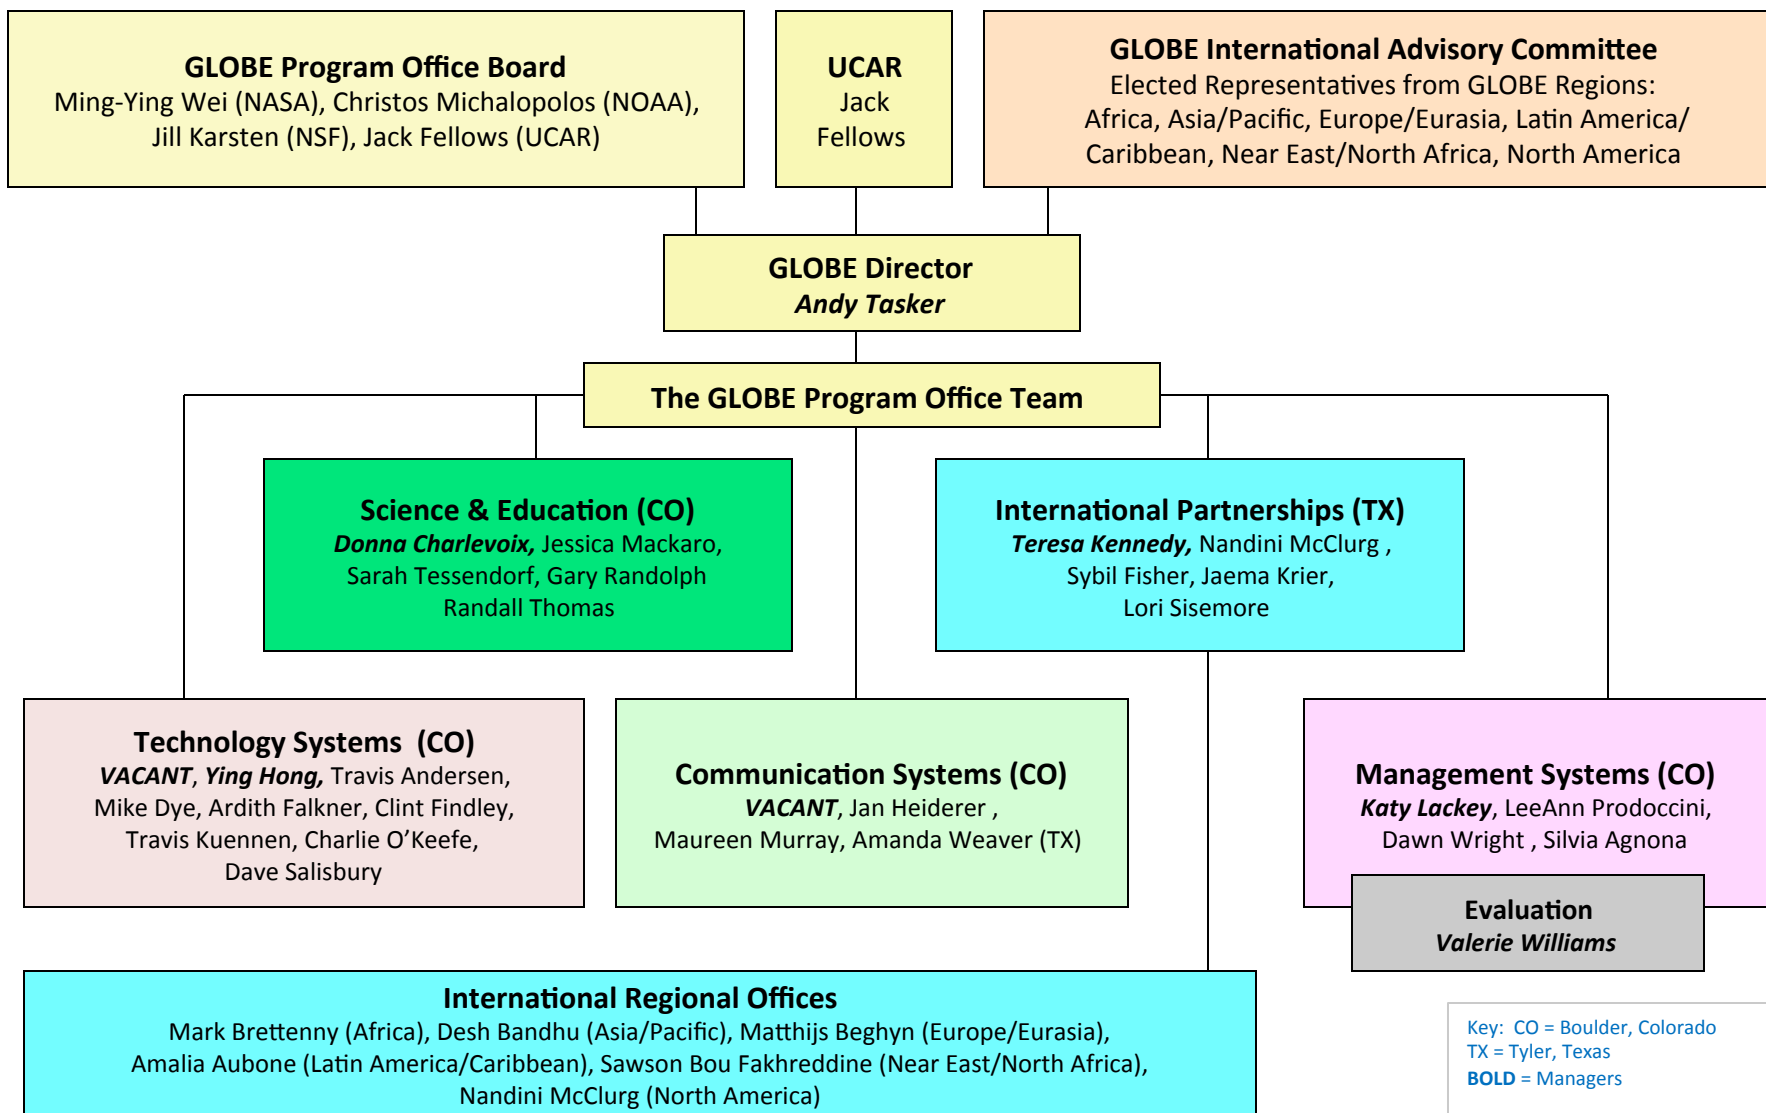 GLOBE Program Office Board
Ming-Ying Wei (NASA), Christos Michalopolos (NOAA),
Jill Karsten (NSF), Jack Fellows (UCAR)
UCAR
Jack
Fellows
GLOBE International Advisory Committee
Elected Representatives from GLOBE Regions:
Africa, Asia/Pacific, Europe/Eurasia, Latin America/
Caribbean, Near East/North Africa, North America
GLOBE Director
Andy Tasker
The GLOBE Program Office Team
Science & Education (CO)
Donna Charlevoix, Jessica Mackaro,
Sarah Tessendorf, Gary Randolph
Randall Thomas
International Partnerships (TX)
Teresa Kennedy, Nandini McClurg ,
Sybil Fisher, Jaema Krier,
Lori Sisemore
Technology Systems  (CO)
VACANT, Ying Hong, Travis Andersen,
Mike Dye, Ardith Falkner, Clint Findley,
Travis Kuennen, Charlie O’Keefe,
Dave Salisbury
Communication Systems (CO)
VACANT, Jan Heiderer ,
Maureen Murray, Amanda Weaver (TX)
Management Systems (CO)
Katy Lackey, LeeAnn Prodoccini,
Dawn Wright , Silvia Agnona
Evaluation
Valerie Williams
International Regional Offices
Mark Brettenny (Africa), Desh Bandhu (Asia/Pacific), Matthijs Beghyn (Europe/Eurasia),
Amalia Aubone (Latin America/Caribbean), Sawson Bou Fakhreddine (Near East/North Africa),
Nandini McClurg (North America)
Key:  CO = Boulder, Colorado
TX = Tyler, Texas
BOLD = Managers